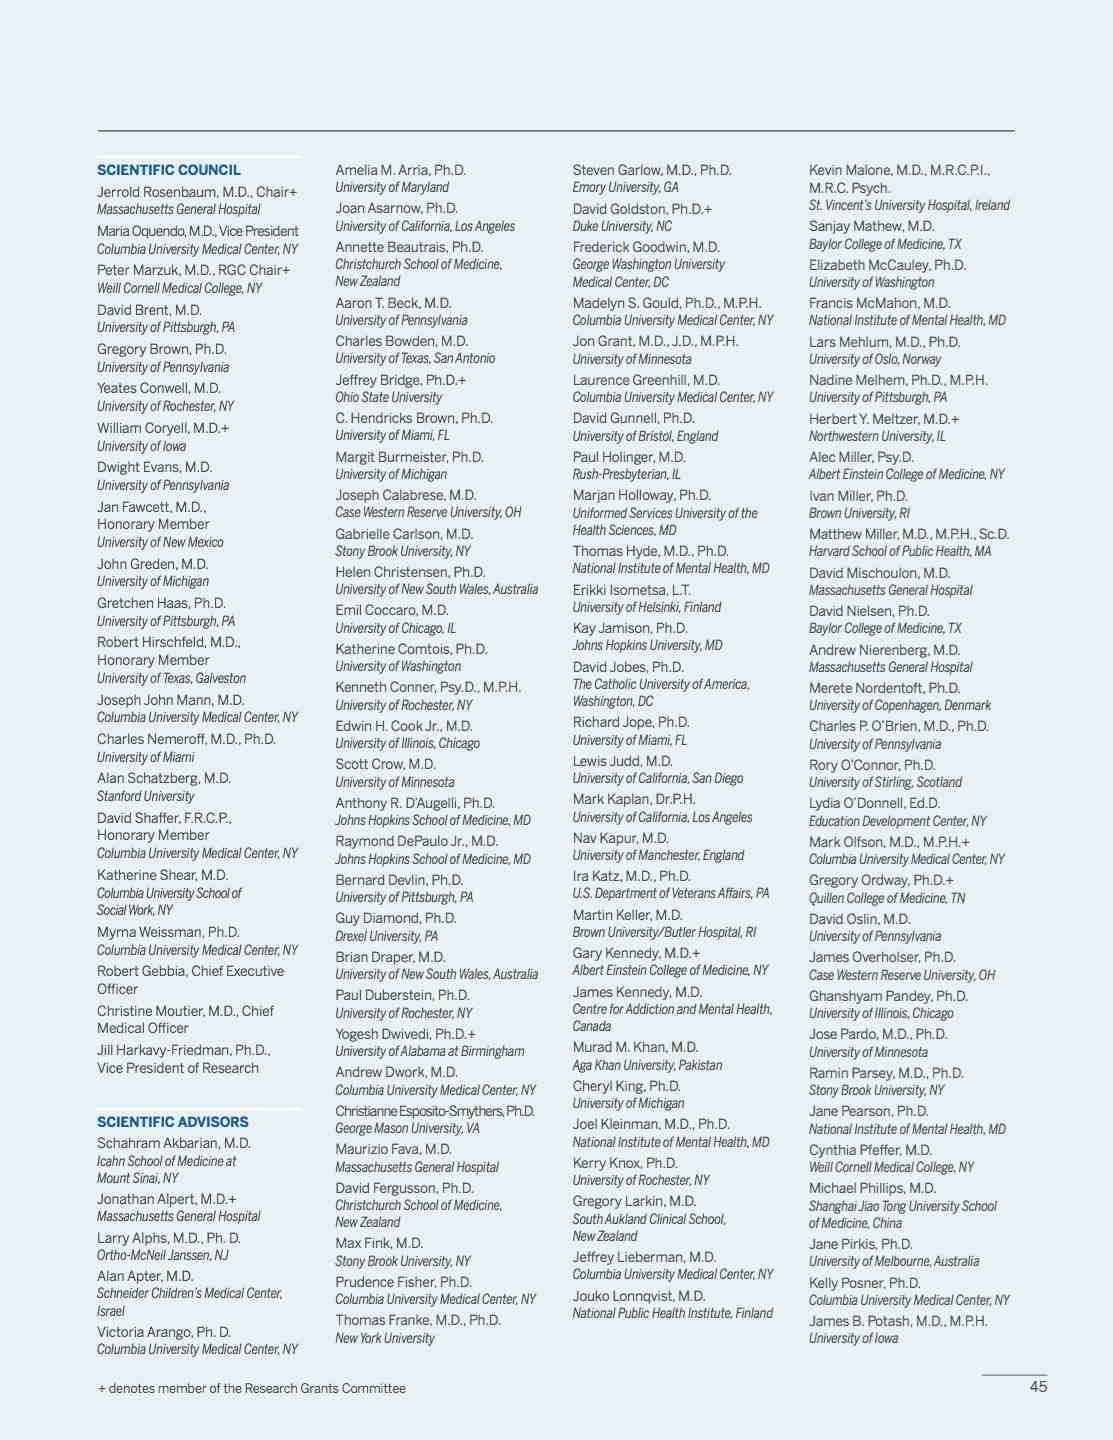 SCIENTIFIC COUNCIL
Jerrold Rosenbaum, M.D., Chair+
Massachusetts General Hospital
Maria Oquendo, M.D., Vice President
Columbia University Medical Center, NY
Peter Marzuk, M.D., RGC Chair+
Weill Cornell Medical College, NY
David Brent, M.D.
University of Pittsburgh, PA
Gregory Brown, Ph.D.
University of Pennsylvania
Yeates Conwell, M.D.
University of Rochester, NY
William Coryell, M.D.+
University of Iowa
Dwight Evans, M.D.
University of Pennsylvania
Jan Fawcett, M.D.,
Honorary Member
University of New Mexico
John Greden, M.D.
University of Michigan
Gretchen Haas, Ph.D.
University of Pittsburgh, PA
Robert Hirschfeld, M.D.,
Honorary Member
University of Texas, Galveston
Joseph John Mann, M.D.
Columbia University Medical Center, NY
Charles Nemeroff, M.D., Ph.D.
University of Miami
Alan Schatzberg, M.D.
Stanford University
David Shaffer, F.R.C.P.,
Honorary Member
Columbia University Medical Center, NY
Katherine Shear, M.D.
Columbia University School of
Social Work, NY
Myrna Weissman, Ph.D.
Columbia University Medical Center, NY
Robert Gebbia, Chief Executive
Officer
Christine Moutier, M.D., Chief
Medical Officer
Jill Harkavy-Friedman, Ph.D.,
Vice President of Research
SCIENTIFIC ADVISORS
Schahram Akbarian, M.D.
Icahn School of Medicine at
Mount Sinai, NY
Jonathan Alpert, M.D.+
Massachusetts General Hospital
Larry Alphs, M.D., Ph. D.
Ortho-McNeil Janssen, NJ
Alan Apter, M.D.
Schneider Children's Medical Center,
Israel
Victoria Arango, Ph. D.
Columbia University Medical Center, NY
Amelia M. Arria, Ph.D.
University of Maryland
Joan Asarnow, Ph.D.
University of California, Los Angeles
Annette Beautrais, Ph.D.
Christchurch School of Medicine,
New Zealand
Aaron T. Beck, M.D.
University of Pennsylvania
Charles Bowden, M.D.
University of Texas, San Antonio
Jeffrey Bridge, Ph.D.+
Ohio State University
C. Hendricks Brown, Ph.D.
University of Miami, FL
Margit Burmeister, Ph.D.
University of Michigan
Joseph Calabrese, M.D.
Case Western Reserve University, OH
Gabrielle Carlson, M.D.
Stony Brook University, NY
Helen Christensen, Ph.D.
University of New South Wales, Australia
Emil Coccaro, M.D.
University of Chicago, IL
Katherine Comtois, Ph.D.
University of Washington
Kenneth Conner, Psy.D., M.P.H.
University of Rochester, NY
Edwin H. Cook Jr., M.D.
University of Illinois, Chicago
Scott Crow, M.D.
University of Minnesota
Anthony R. D'Augelli, Ph.D.
Johns Hopkins School of Medicine, MD
Raymond DePaulo Jr., M.D.
Johns Hopkins School of Medicine, MD
Bernard Devlin, Ph.D.
University of Pittsburgh, PA
Guy Diamond, Ph.D.
Drexel University, PA
Brian Draper, M.D.
University of New South Wales, Australia
Paul Duberstein, Ph.D.
University of Rochester, NY
Yogesh Dwivedi, Ph.D.+
University of Alabama at Birmingham
Andrew Dwork, M.D.
Columbia University Medical Center, NY
Christianne Esposito-Smythers, Ph.D.
George Mason University, VA
Maurizio Fava, M.D.
Massachusetts General Hospital
David Fergusson, Ph.D.
Christchurch School of Medicine,
New Zealand
Max Fink, M.D.
Stony Brook University, NY
Prudence Fisher, Ph.D.
Columbia University Medical Center, NY
Thomas Franke, M.D., Ph.D.
New York University
Steven Garlow, M.D., Ph.D.
Emory University, GA
David Goldston, Ph.D.+
Duke University, NC
Frederick Goodwin, M.D.
George Washington University
Medical Center, DC
Madelyn S. Gould, Ph.D., M.P.H.
Columbia University Medical Center, NY
Jon Grant, M.D., J.D., M.P.H.
University of Minnesota
Laurence Greenhill, M.D.
Columbia University Medical Center, NY
David Gunnell, Ph.D.
University of Bristol, England
Paul Holinger, M.D.
Rush-Presbyterian, IL
Marjan Holloway, Ph.D.
Uniformed Services University of the
Health Sciences, MD
Thomas Hyde, M.D., Ph.D.
National Institute of Mental Health, MD
Erikki Isometsa, L.T.
University of Helsinki, Finland
Kay Jamison, Ph.D.
Johns Hopkins University, MD
David Jobes, Ph.D.
The Catholic University of America,
Washington, DC
Richard Jope, Ph.D.
University of Miami, FL
Lewis Judd, M.D.
University of California, San Diego
Mark Kaplan, Dr.P.H.
University of California, Los Angeles
Nav Kapur, M.D.
University of Manchester, England
Ira Katz, M.D., Ph.D.
U.S. Department of Veterans Affairs, PA
Martin Keller, M.D.
Brown University/Butler Hospital, RI
Gary Kennedy, M.D.+
Albert Einstein College of Medicine, NY
James Kennedy, M.D.
Centre for Addiction and Mental Health,
Canada
Murad M. Khan, M.D.
Aga Khan University, Pakistan
Cheryl King, Ph.D.
University of Michigan
Joel Kleinman, M.D., Ph.D.
National Institute of Mental Health, MD
Kerry Knox, Ph.D.
University of Rochester, NY
Gregory Larkin, M.D.
South Aukland Clinical School,
New Zealand
Jeffrey Lieberman, M.D.
Columbia University Medical Center, NY
Jouko Lonnqvist, M.D.
National Public Health Institute, Finland
Kevin Malone, M.D., M.R.C.P.I.,
M.R.C. Psych.
St. Vincent's University Hospital, Ireland
Sanjay Mathew, M.D.
Baylor College of Medicine, TX
Elizabeth McCauley, Ph.D.
University of Washington
Francis McMahon, M.D.
National Institute of Mental Health, MD
Lars Mehlum, M.D., Ph.D.
University of Oslo, Norway
Nadine Melhem, Ph.D., M.P.H.
University of Pittsburgh, PA
Herbert Y. Meltzer, M.D.+
Northwestern University, IL
Alec Miller, Psy.D.
Albert Einstein College of Medicine, NY
Ivan Miller, Ph.D.
Brown University, RI
Matthew Miller, M.D., M.P.H., Sc.D.
Harvard School of Public Health, MA
David Mischoulon, M.D.
Massachusetts General Hospital
David Nielsen, Ph.D.
Baylor College of Medicine, TX
Andrew Nierenberg, M.D.
Massachusetts General Hospital
Merete Nordentoft, Ph.D.
University of Copenhagen, Denmark
Charles P. O'Brien, M.D., Ph.D.
University of Pennsylvania
Rory O'Connor, Ph.D.
University of Stirling, Scotland
Lydia O'Donnell, Ed.D.
Education Development Center, NY
Mark Olfson, M.D., M.P.H.+
Columbia University Medical Center, NY
Gregory Ordway, Ph.D.+
Quillen College of Medicine, TN
David Oslin, M.D.
University of Pennsylvania
James Overholser, Ph.D.
Case Western Reserve University, OH
Ghanshyam Pandey, Ph.D.
University of Illinois, Chicago
Jose Pardo, M.D., Ph.D.
University of Minnesota
Ramin Parsey, M.D., Ph.D.
Stony Brook University, NY
Jane Pearson, Ph.D.
National Institute of Mental Health, MD
Cynthia Pfeffer, M.D.
Weill Cornell Medical College, NY
Michael Phillips, M.D.
Shanghai Jiao Tong University School
of Medicine, China
Jane Pirkis, Ph.D.
University of Melbourne, Australia
Kelly Posner, Ph.D.
Columbia University Medical Center, NY
James B. Potash, M.D., M.P.H.
University of Iowa
+ denotes member of the Research Grants Committee
45